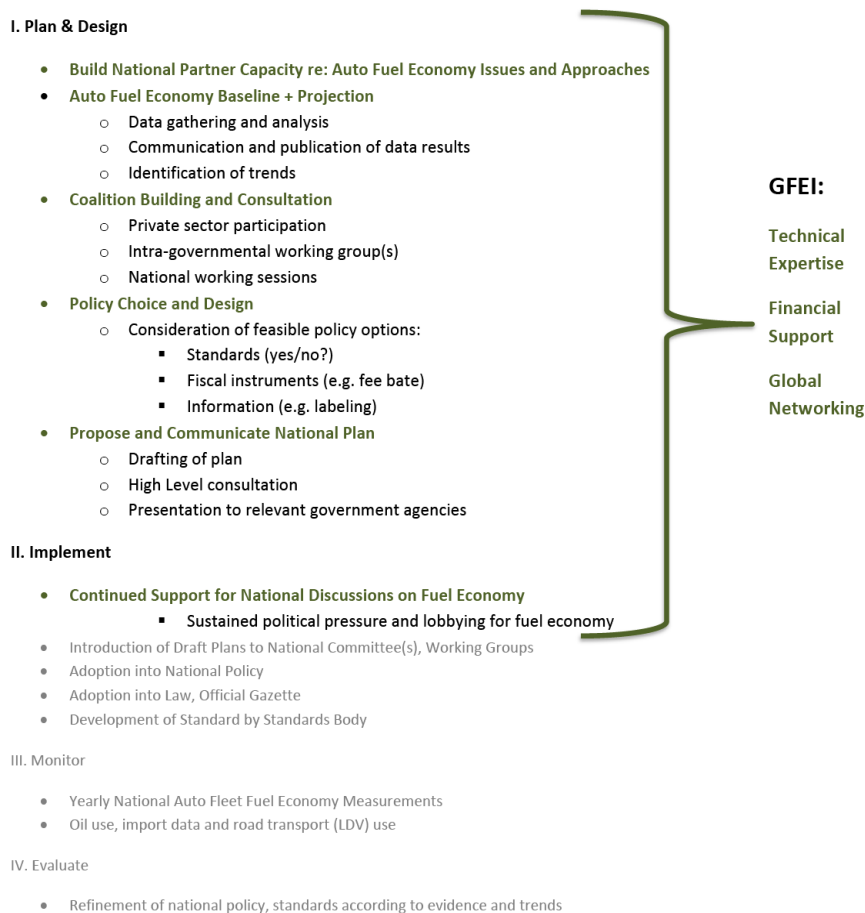 I. Plan & Design
• Build National Partner Capacity re: Auto Fuel Economy Issues and Approaches
• Auto Fuel Economy Baseline + Projection
o Data gathering and analysis
o Communication and publication of data results
o Identification of trends
• Coalition Building and Consultation
o Private sector participation
o Intra-governmental working group(s)
o National working sessions
• Policy Choice and Design
o Consideration of feasible policy options:
▪ Standards (yes/no?)
▪ Fiscal instruments (e.g. fee bate)
▪ Information (e.g. labeling)
• Propose and Communicate National Plan
o Drafting of plan
o High Level consultation
o Presentation to relevant government agencies
II. Implement
• Continued Support for National Discussions on Fuel Economy
▪ Sustained political pressure and lobbying for fuel economy
• Introduction of Draft Plans to National Committee(s), Working Groups
• Adoption into National Policy
• Adoption into Law, Official Gazette
• Development of Standard by Standards Body
III. Monitor
• Yearly National Auto Fleet Fuel Economy Measurements
• Oil use, import data and road transport (LDV) use
IV. Evaluate
• Refinement of national policy, standards according to evidence and trends
GFEI:
Technical
Expertise
Financial
Support
Global
Networking